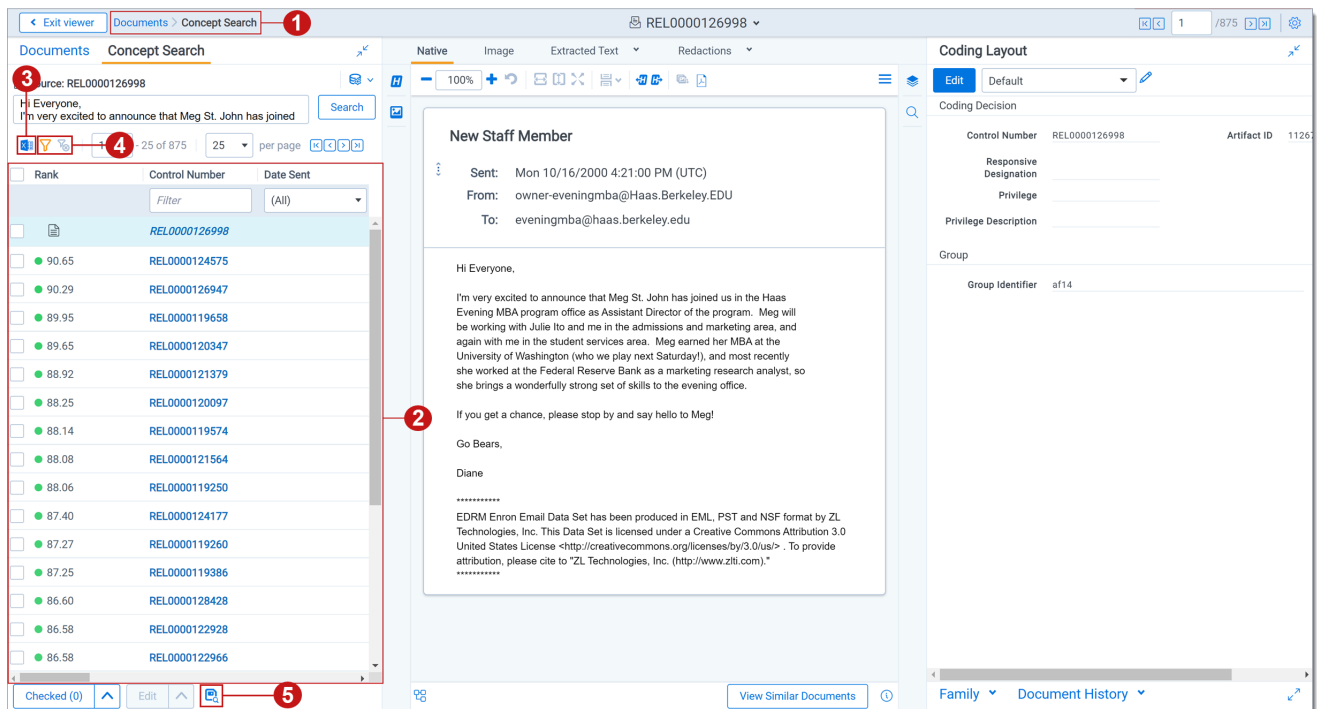 Exit viewer
Documents > Concept Search
1
REL0000126998
1
/875
Documents
Concept Search
3
REL0000126998
Hi Everyone,
I'm very excited to announce that Meg St. John has joined
Search
4
- 25 of 875
25
per page
Rank
Control Number
Date Sent
Filter
(All)
REL0000126998
90.65 REL0000124575
90.29 REL0000126947
89.95 REL0000119658
89.65 REL0000120347
88.92 REL0000121379
88.25 REL0000120097
88.14 REL0000119574
88.08 REL0000121564
88.06 REL0000119250
87.40 REL0000124177
87.27 REL0000119260
87.25 REL0000119386
86.60 REL0000128428
86.58 REL0000122928
86.58 REL0000122966
2
Checked (0)
Edit
5
Native
Image
Extracted Text
Redactions
100%
New Staff Member
Sent: Mon 10/16/2000 4:21:00 PM (UTC)
From: owner-eveningmba@Haas.Berkeley.EDU
To: eveningmba@haas.berkeley.edu
Hi Everyone,
I'm very excited to announce that Meg St. John has joined us in the Haas
Evening MBA program office as Assistant Director of the program. Meg will
be working with Julie Ito and me in the admissions and marketing area, and
again with me in the student services area. Meg earned her MBA at the
University of Washington (who we play next Saturday!), and most recently
she worked at the Federal Reserve Bank as a marketing research analyst, so
she brings a wonderfully strong set of skills to the evening office.
If you get a chance, please stop by and say hello to Meg!
Go Bears,
Diane
***********
EDRM Enron Email Data Set has been produced in EML, PST and NSF format by ZL
Technologies, Inc. This Data Set is licensed under a Creative Commons Attribution 3.0
United States License <http://creativecommons.org/licenses/by/3.0/us/> . To provide
attribution, please cite to "ZL Technologies, Inc. (http://www.zlti.com)."
***********
View Similar Documents
Coding Layout
Edit
Default
Coding Decision
Control Number REL0000126998
Artifact ID 11267
Responsive
Designation
Privilege
Privilege Description
Group
Group Identifier af14
Family
Document History